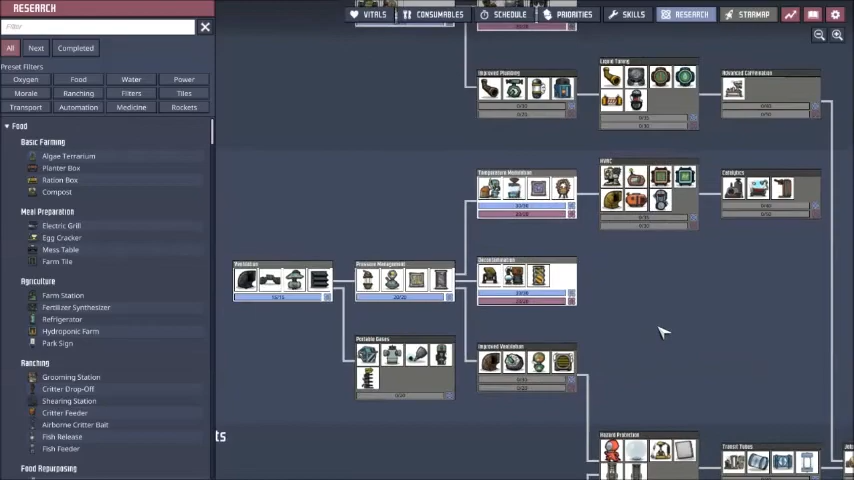 RESEARCH
VITALS
CONSUMABLES
SCHEDULE
PRIORITIES
SKILLS
RESEARCH
STARMAP
Filter
All
Next
Completed
Preset Filters
Oxygen
Food
Water
Power
Morale
Ranching
Filters
Tiles
Transport
Automation
Medicine
Rockets
Food
Basic Farming
Algae Terrarium
Planter Box
Ration Box
Compost
Meal Preparation
Electric Grill
Egg Cracker
Mess Table
Farm Tile
Agriculture
Farm Station
Fertilizer Synthesizer
Refrigerator
Hydroponic Farm
Park Sign
Ranching
Grooming Station
Critter Drop-Off
Shearing Station
Critter Feeder
Airborne Critter Bait
Fish Release
Fish Feeder
Food Repurposing
Improved Plumbing
Liquid Tuning
Temperature Modulation
HVAC
Catalytics
Ventilation
Pressure Management
Decontamination
Portable Gases
Improved Ventilation
Hazard Protection
Transit Tubes
ts